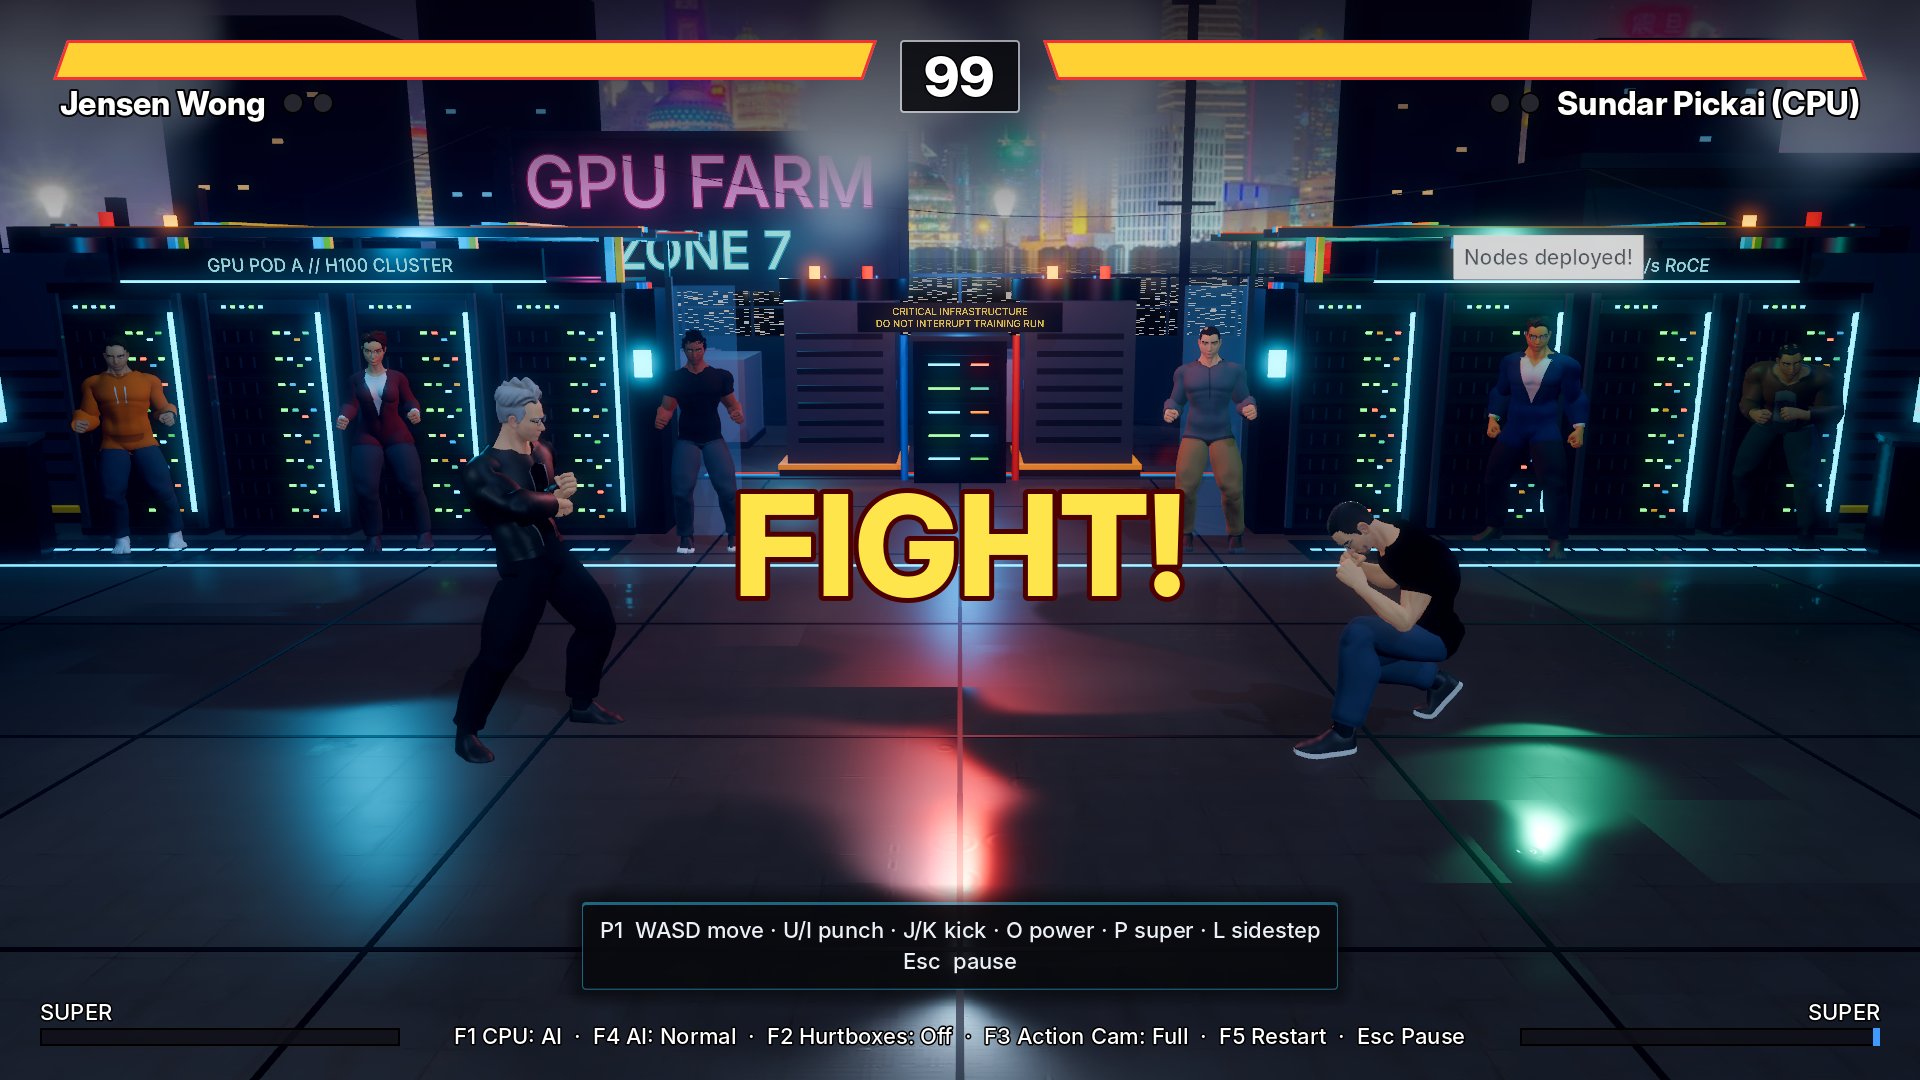 99
Jensen Wong
Sundar Pickai (CPU)
GPU FARM
ZONE 7
GPU POD A // H100 CLUSTER
Nodes deployed!
/s RoCE
CRITICAL INFRASTRUCTURE
DO NOT INTERRUPT TRAINING RUN
FIGHT!
P1 WASD move · U/I punch · J/K kick · O power · P super · L sidestep
Esc pause
SUPER
SUPER
F1 CPU: AI · F4 AI: Normal · F2 Hurtboxes: Off · F3 Action Cam: Full · F5 Restart · Esc Pause